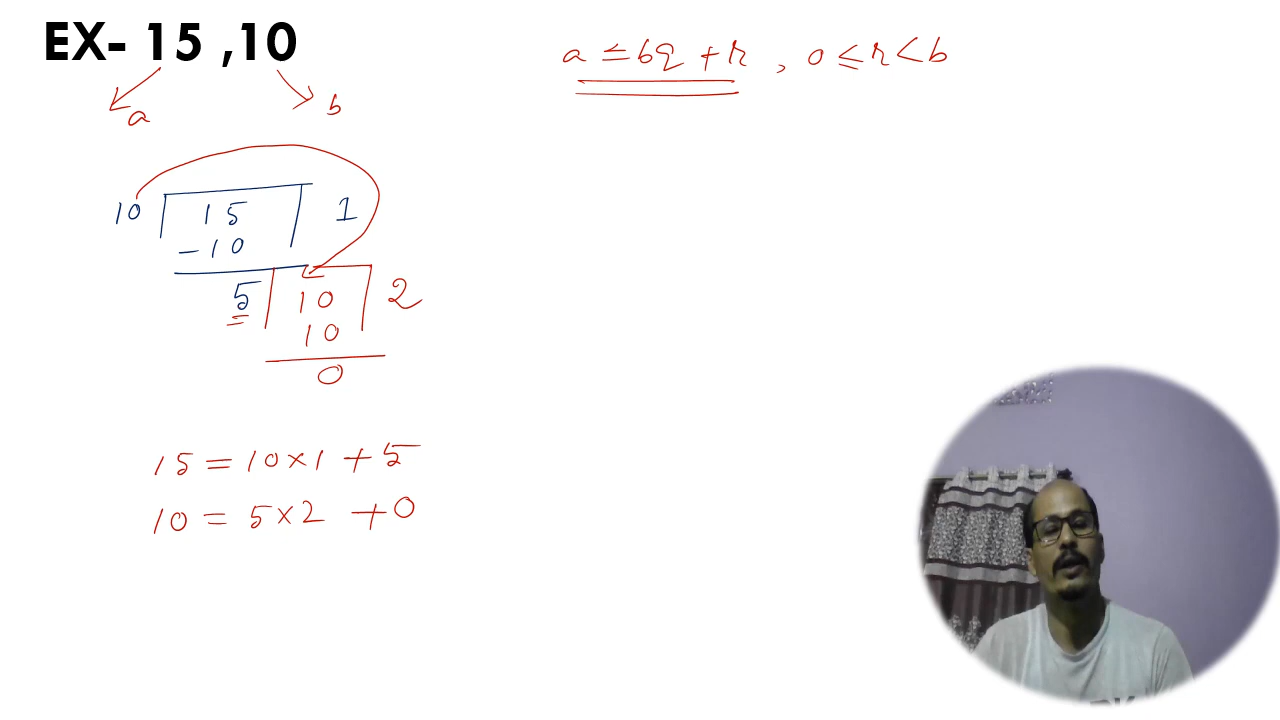 EX- 15 ,10
a ≤ bq + r , 0 ≤ r < b
a b
10 15 1
-10
5 10 2
10
0
15 = 10 × 1 + 5
10 = 5 × 2 + 0